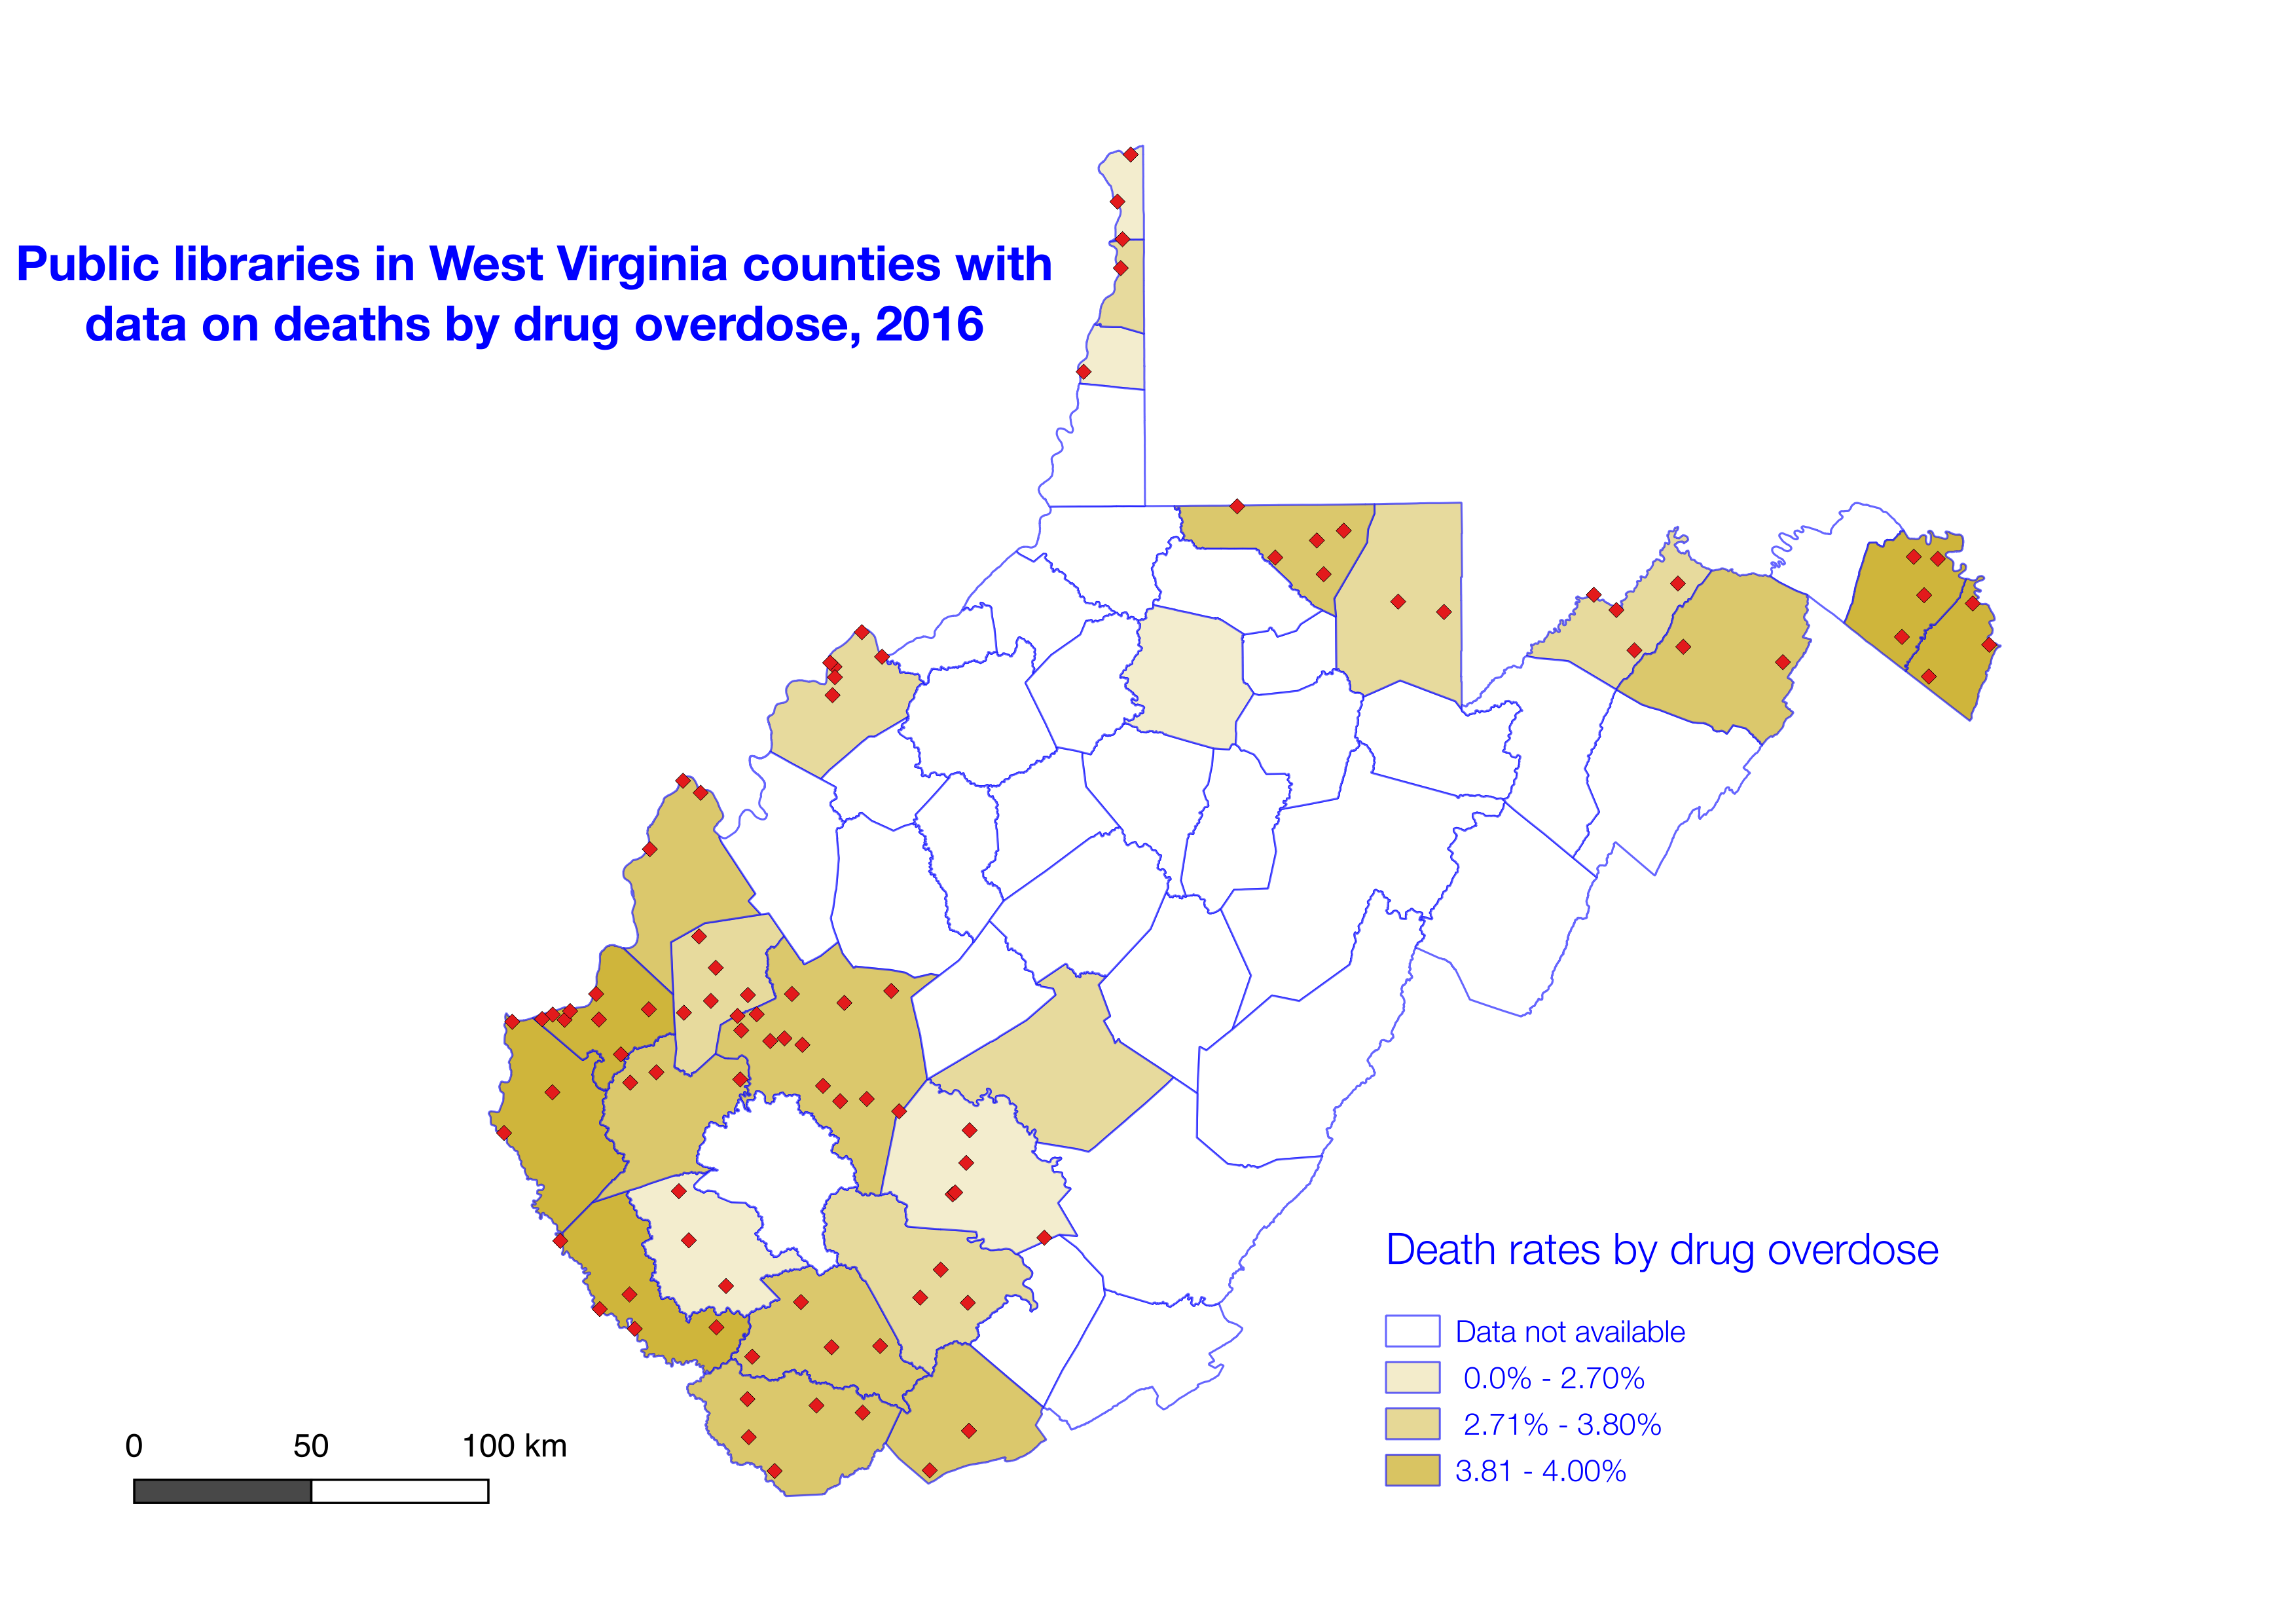 Public libraries in West Virginia counties with
data on deaths by drug overdose, 2016
Death rates by drug overdose
Data not available
0.0% - 2.70%
2.71% - 3.80%
3.81 - 4.00%
0 50 100 km